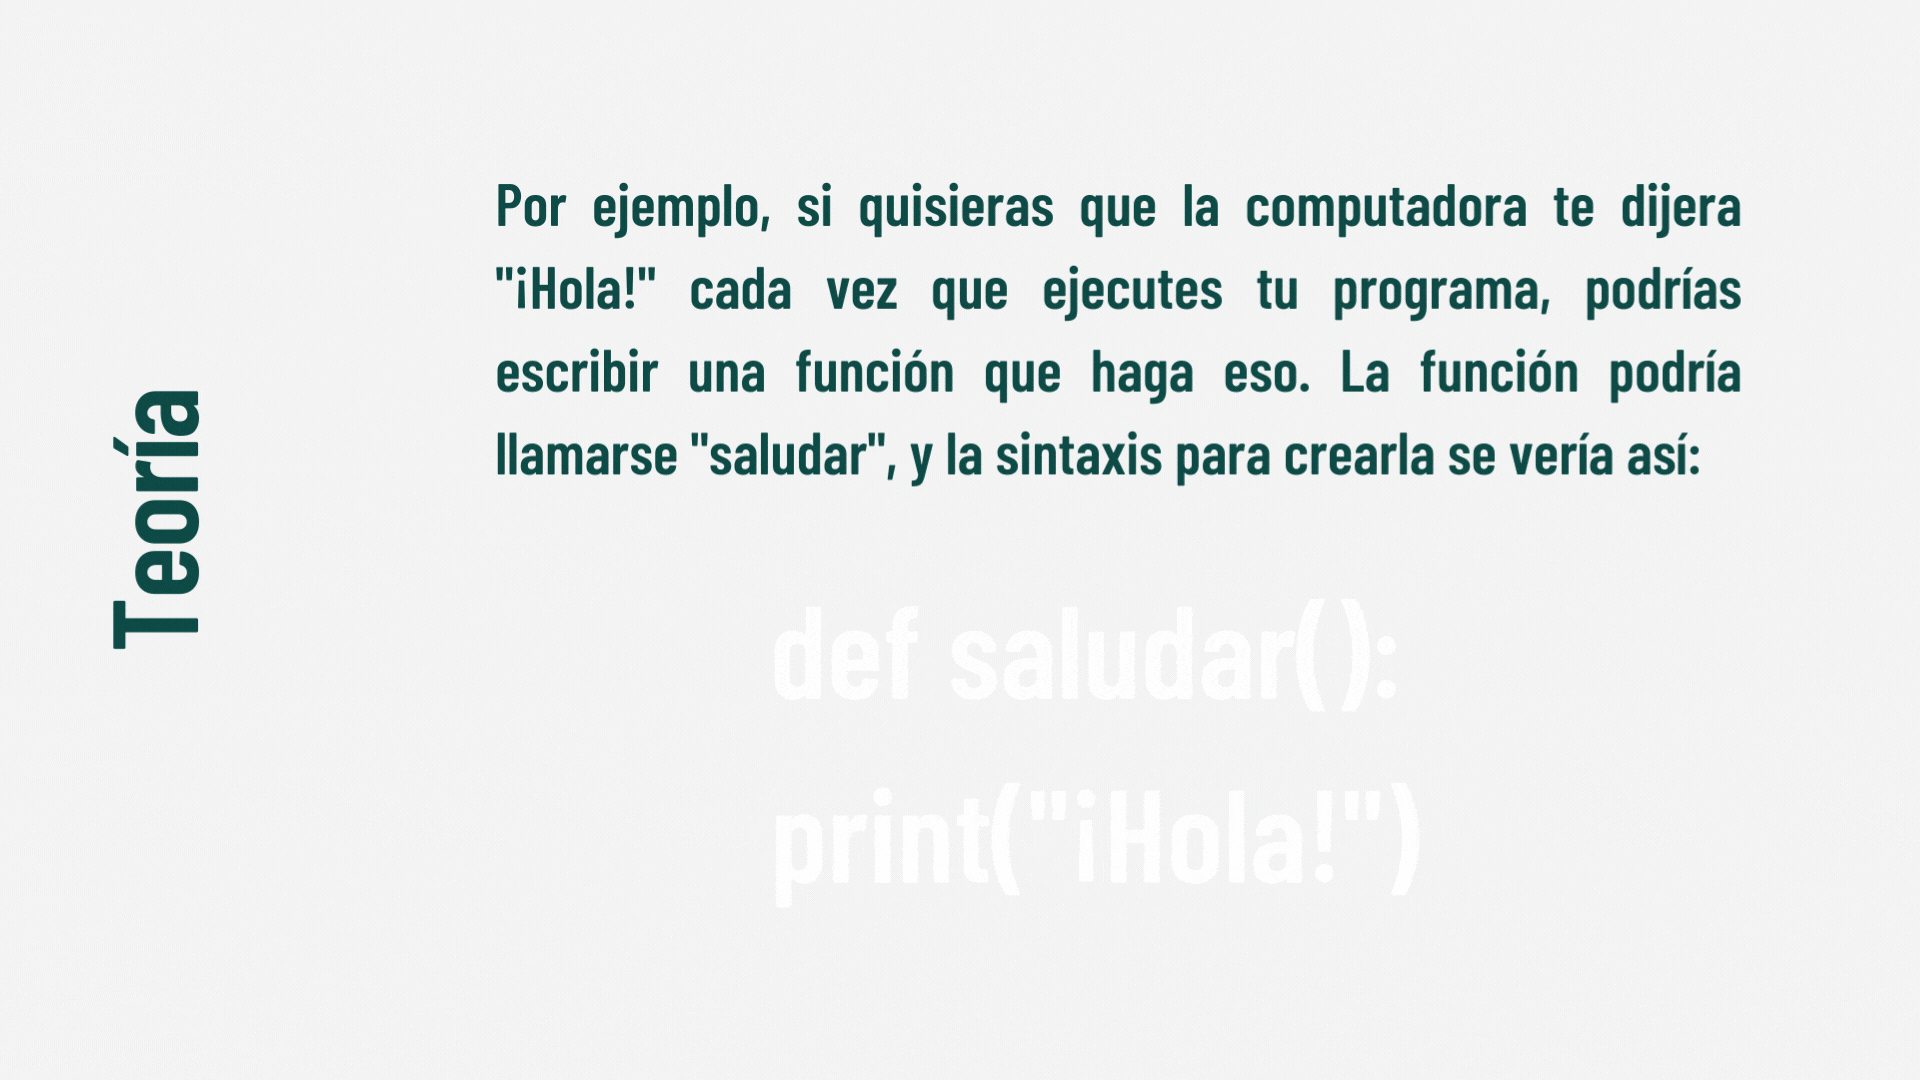 Teoría
Por ejemplo, si quisieras que la computadora te dijera
"¡Hola!" cada vez que ejecutes tu programa, podrías
escribir una función que haga eso. La función podría
llamarse "saludar", y la sintaxis para crearla se vería así:
def saludar():
print("¡Hola!")